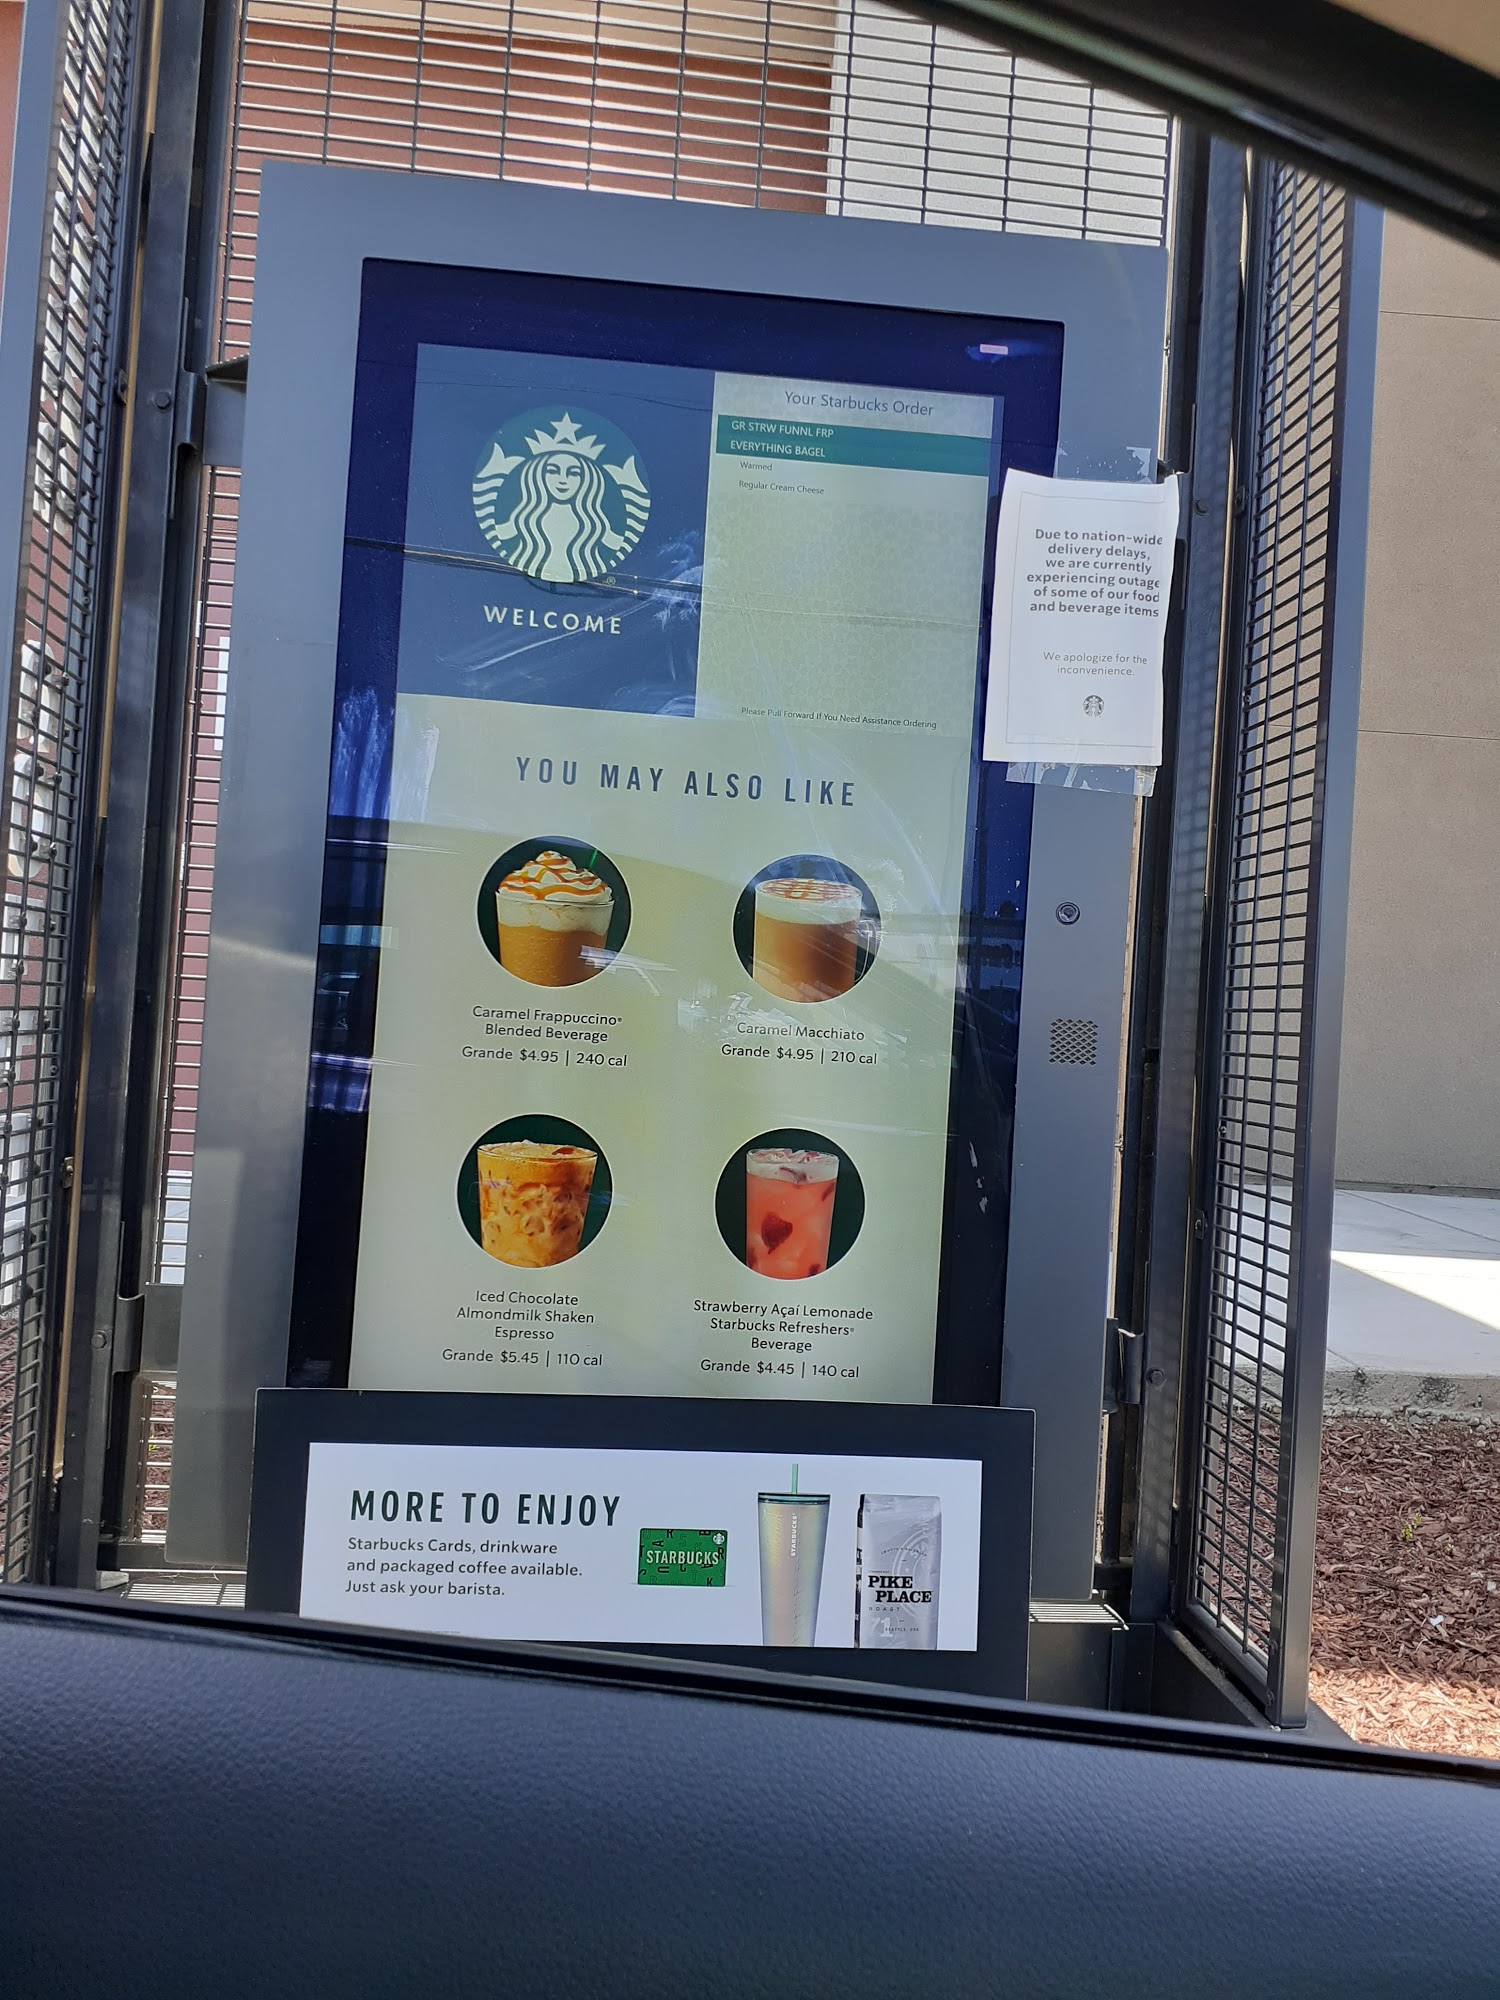 WELCOME
Your Starbucks Order
GR STRW FUNNL FRP
EVERYTHING BAGEL
Warmed
Regular Cream Cheese
Please Pull Forward If You Need Assistance Ordering
Due to nation-wide
delivery delays,
we are currently
experiencing outage
of some of our food
and beverage items
We apologize for the
inconvenience.
YOU MAY ALSO LIKE
Caramel Frappuccino®
Blended Beverage
Grande $4.95 | 240 cal
Caramel Macchiato
Grande $4.95 | 210 cal
Iced Chocolate
Almondmilk Shaken
Espresso
Grande $5.45 | 110 cal
Strawberry Açaí Lemonade
Starbucks Refreshers®
Beverage
Grande $4.45 | 140 cal
MORE TO ENJOY
Starbucks Cards, drinkware
and packaged coffee available.
Just ask your barista.
STARBUCKS
STARBUCKS
PIKE
PLACE
ROAST